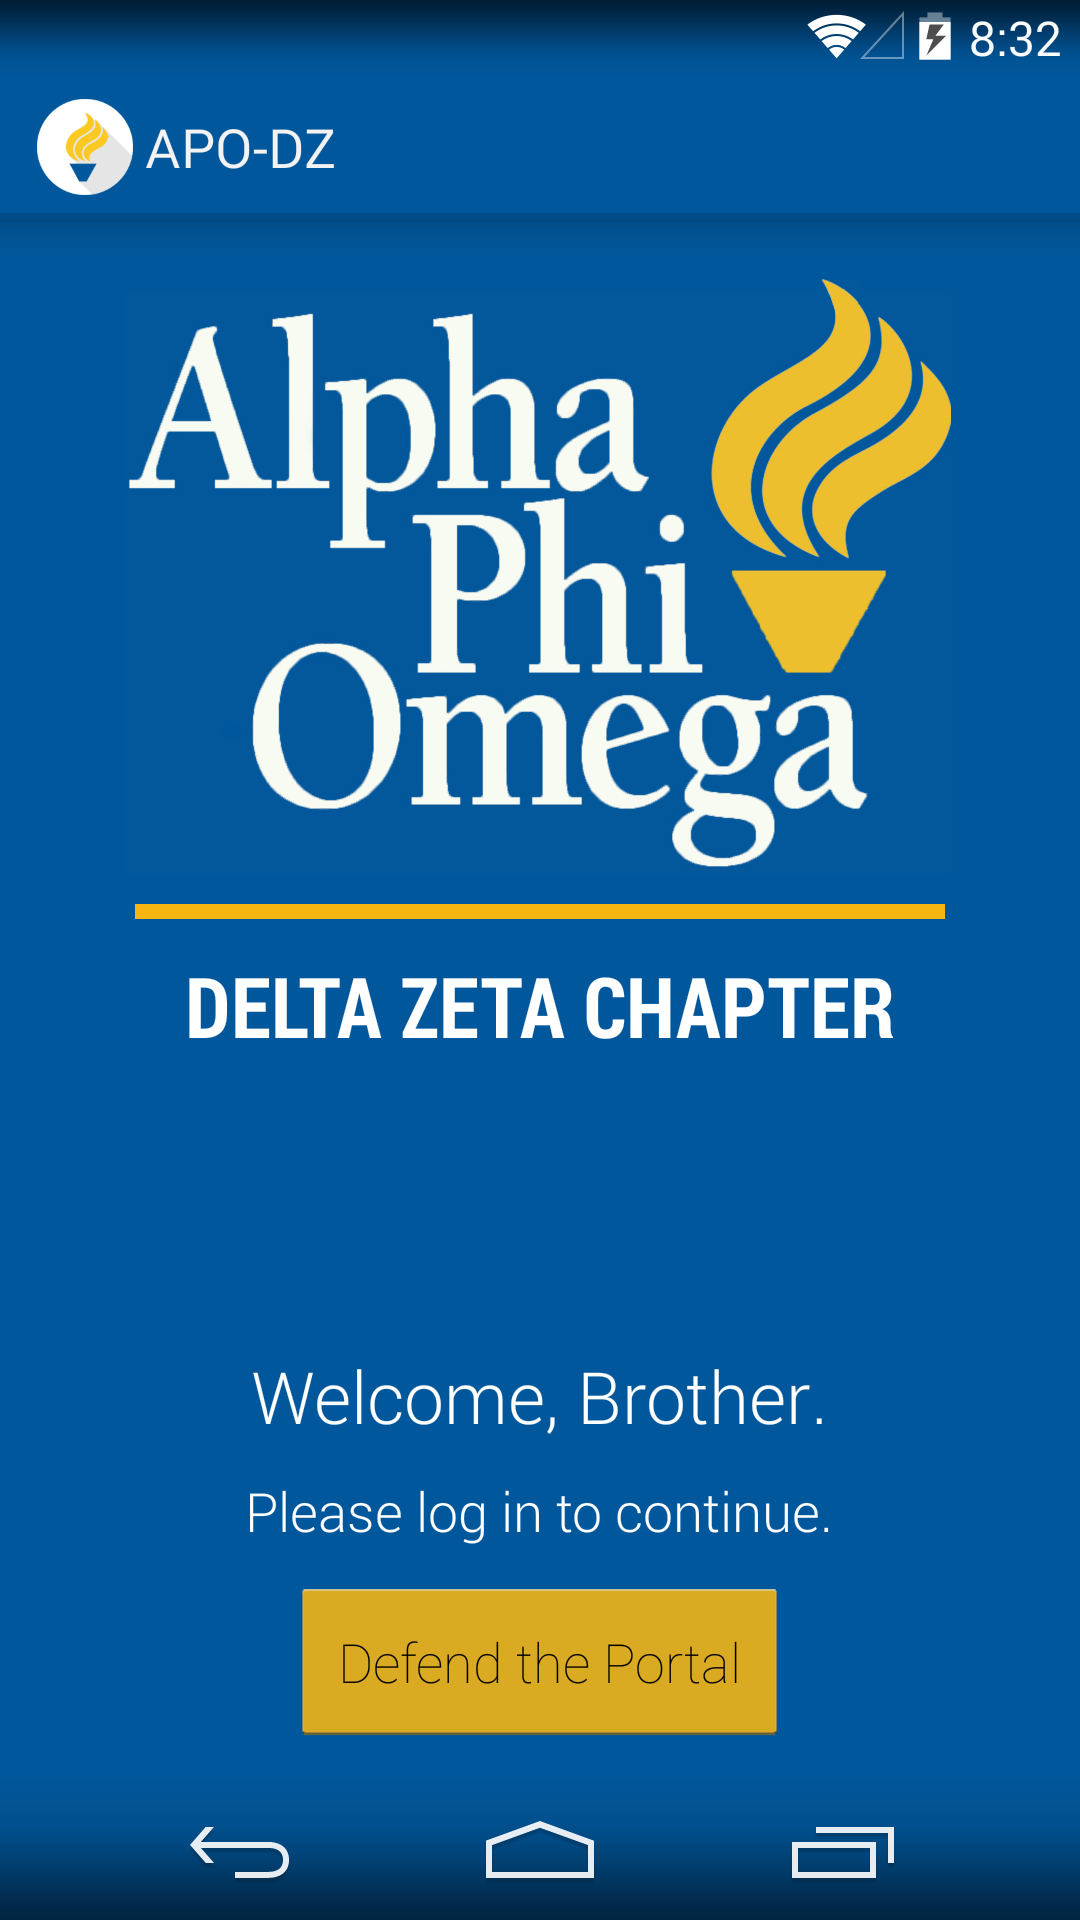 8:32
APO-DZ
Alpha
Phi
Omega
DELTA ZETA CHAPTER
Welcome, Brother.
Please log in to continue.
Defend the Portal